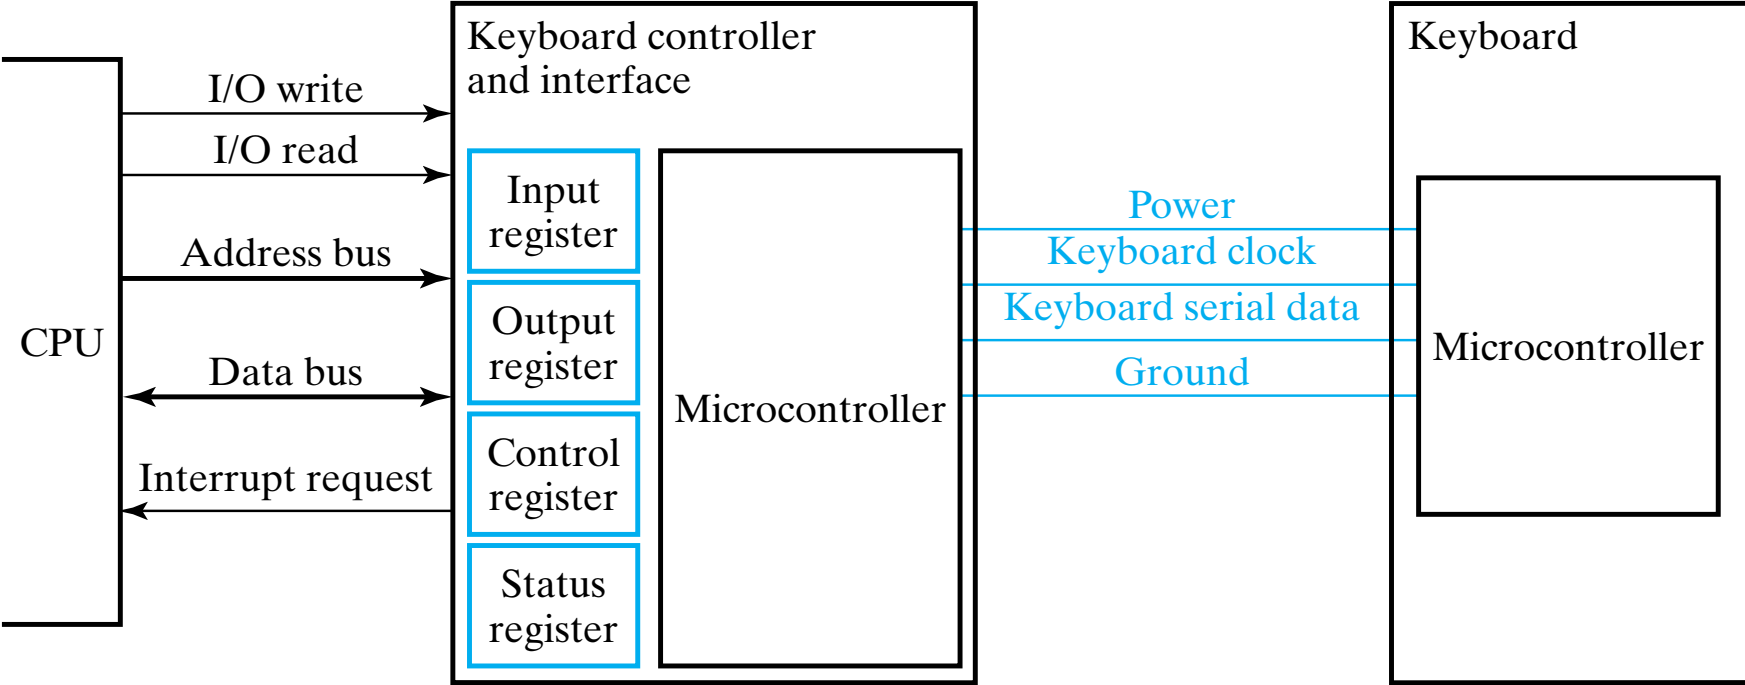 Keyboard controller
and interface
Keyboard
I/O write
I/O read
Address bus
CPU
Data bus
Interrupt request
Input
register
Output
register
Control
register
Status
register
Microcontroller
Power
Keyboard clock
Keyboard serial data
Ground
Microcontroller